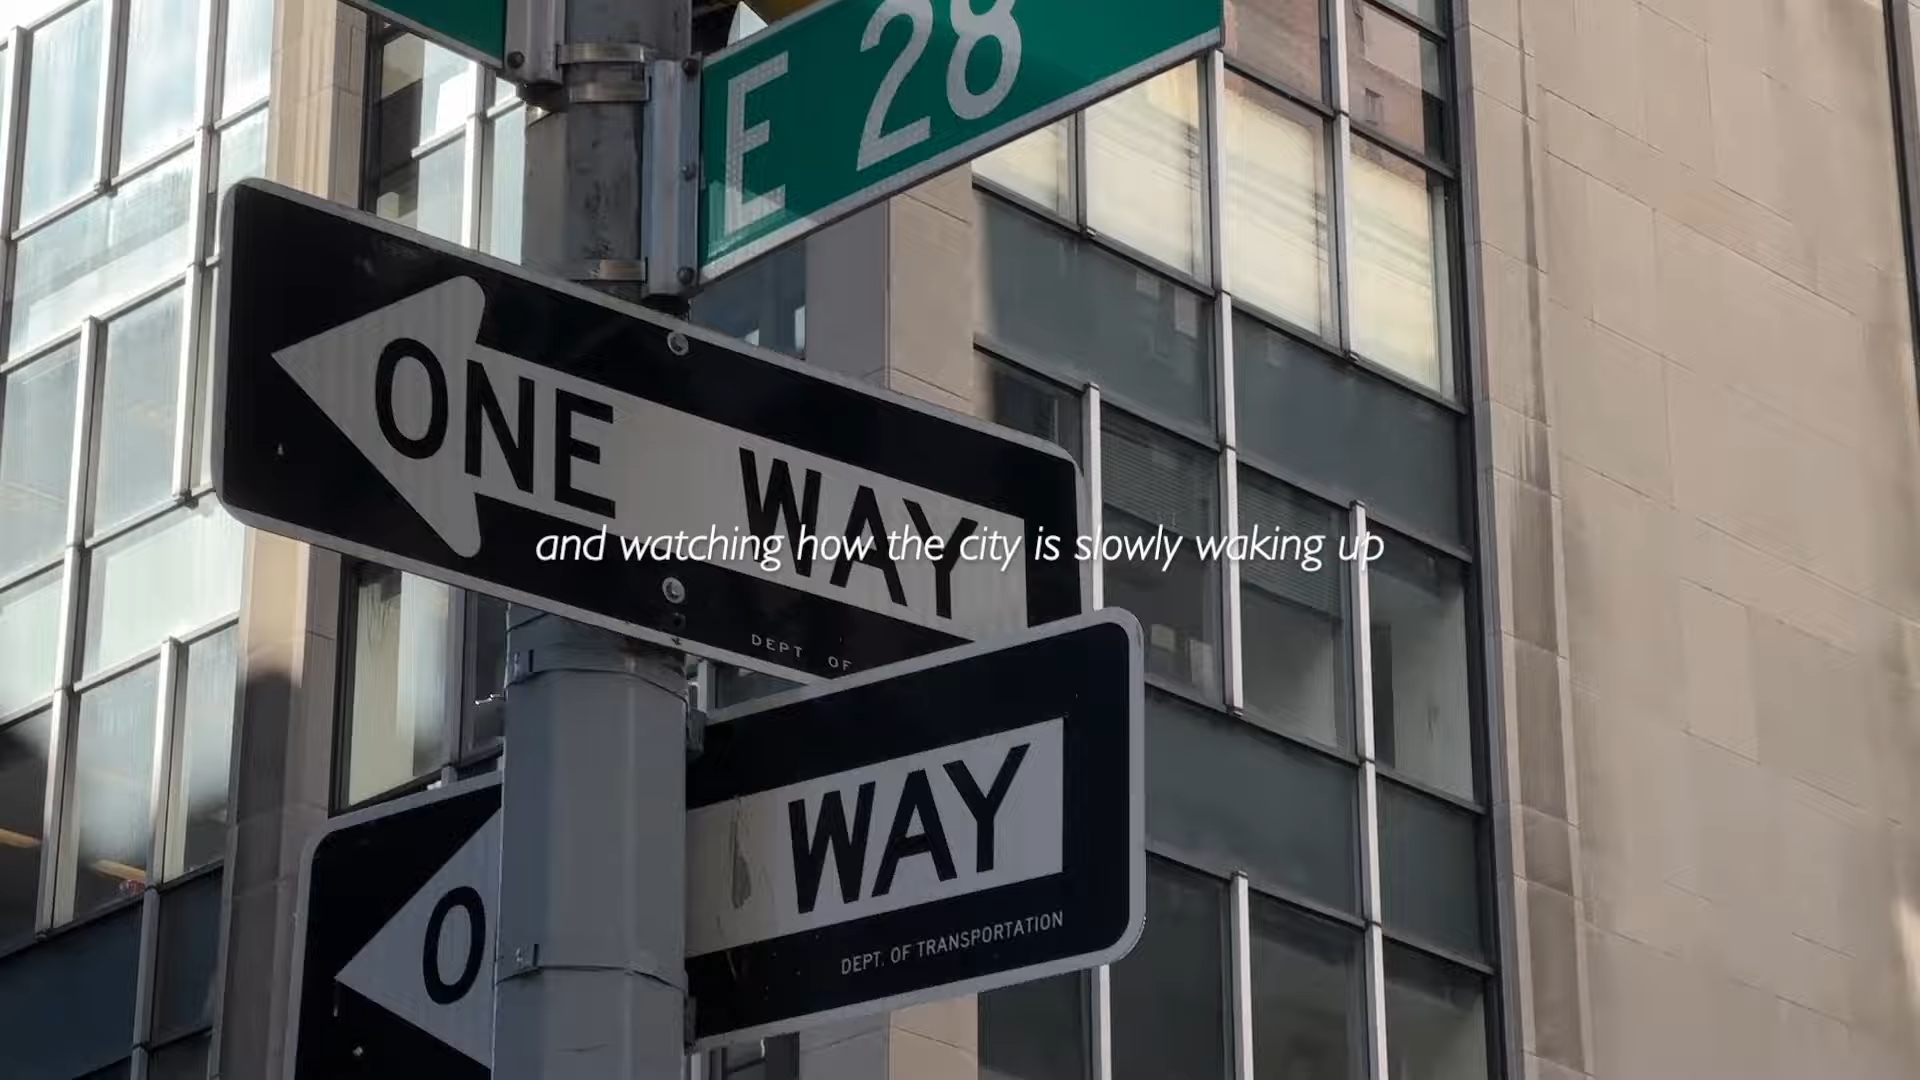 E 28
ONE WAY
and watching how the city is slowly waking up
DEPT OF
WAY
O
DEPT. OF TRANSPORTATION